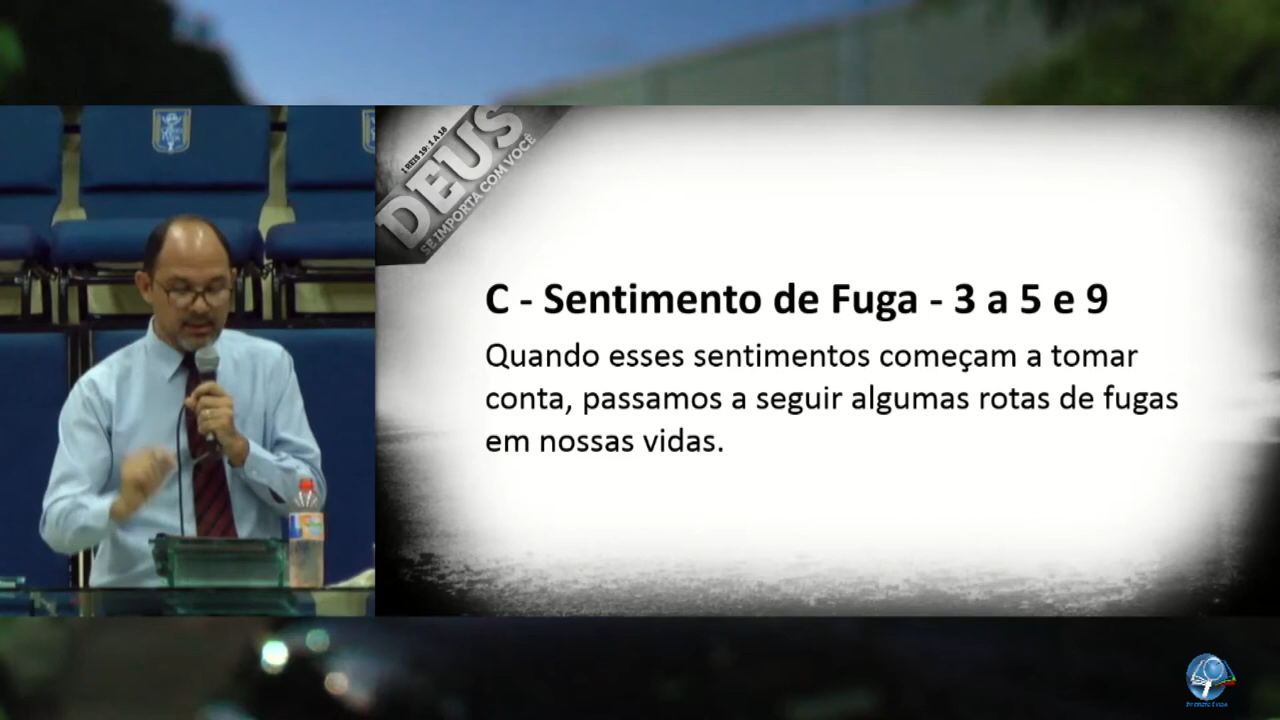 1 REIS 19: 1 A 18
DEUS
SE IMPORTA COM VOCÊ
C - Sentimento de Fuga - 3 a 5 e 9
Quando esses sentimentos começam a tomar
conta, passamos a seguir algumas rotas de fugas
em nossas vidas.